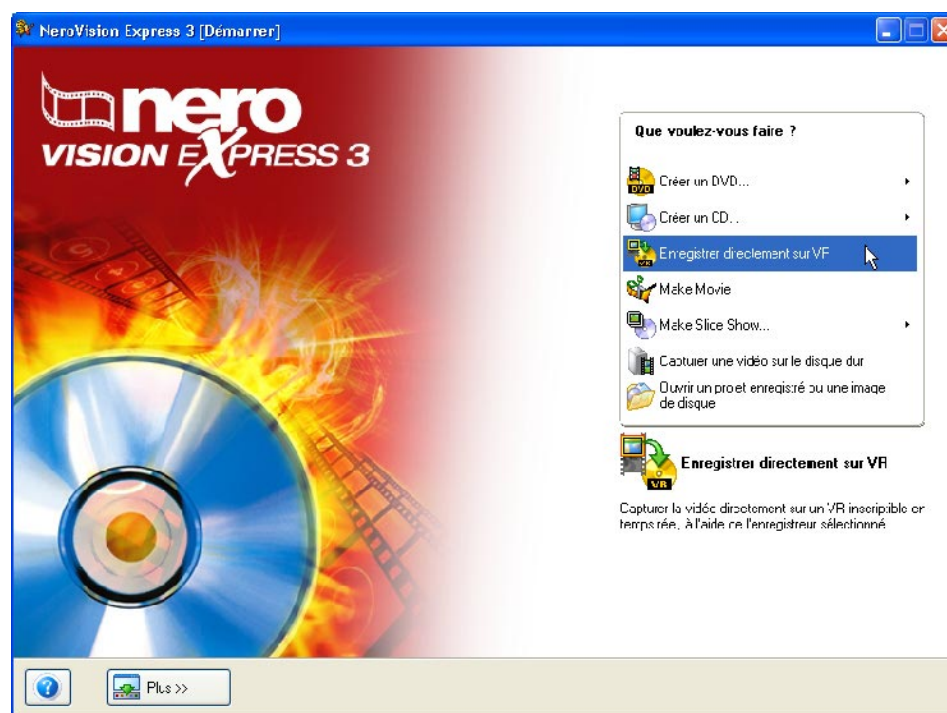 NeroVision Express 3 [Démarrer]
nero
VISION EXPRESS 3
Que voulez-vous faire ?
Créer un DVD...
Créer un CD...
Enregistrer directement sur VR
Make Movie
Make Slide Show...
Capturer une vidéo sur le disque dur
Ouvrir un projet enregistré ou une image
de disque
Enregistrer directement sur VR
Capturer la vidéo directement sur un VR inscriptible en
temps réel, à l'aide de l'enregistreur sélectionné
Plus >>